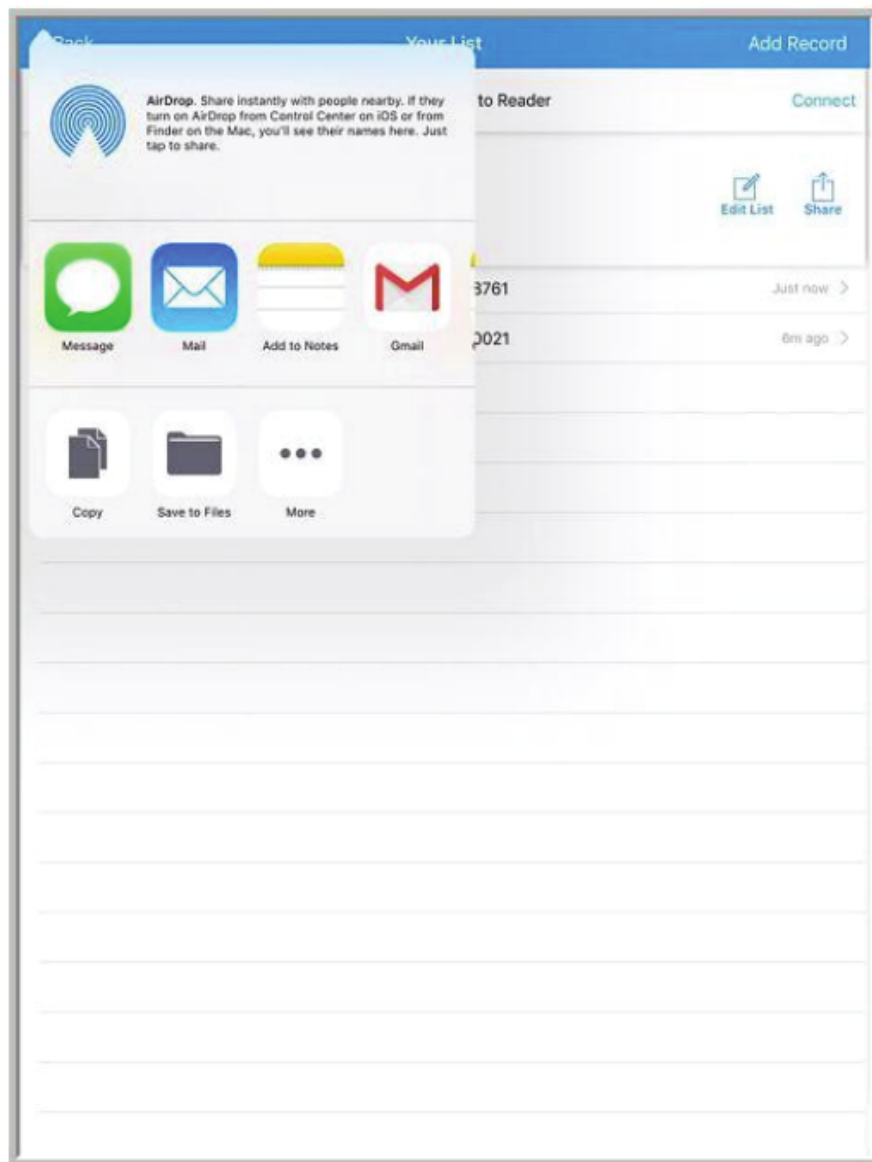 Back Your List Add Record
AirDrop. Share instantly with people nearby. If they
turn on AirDrop from Control Center on iOS or from
Finder on the Mac, you'll see their names here. Just
tap to share.
to Reader Connect
Edit List Share
3761 Just now
0021 6m ago
Message Mail Add to Notes Gmail
Copy Save to Files More